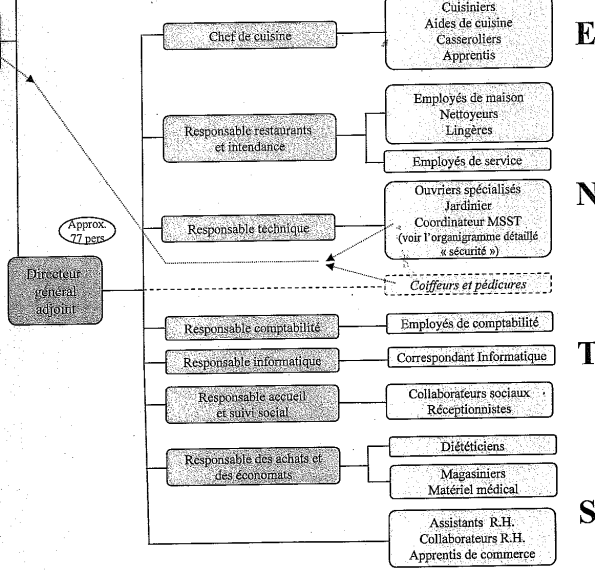 Cuisiniers
Aides de cuisine
Casseroliers
Apprentis
Chef de cuisine
E
Responsable restaurants
et intendance
Employés de maison
Nettoyeurs
Lingères
Employés de service
N
Responsable technique
Ouvriers spécialisés
Jardinier
Coordinateur MSST
(voir l'organigramme détaillé
« sécurité »)
Approx.
77 pers
Directeur
général
adjoint
Coiffeurs et pédicures
Responsable comptabilité
Employés de comptabilité
Responsable informatique
Correspondant Informatique
T
Responsable accueil
et suivi social
Collaborateurs sociaux
Réceptionnistes
Responsable des achats et
des économats
Diététiciens
Magasiniers
Matériel médical
S
Assistants R.H.
Collaborateurs R.H.
Apprentis de commerce